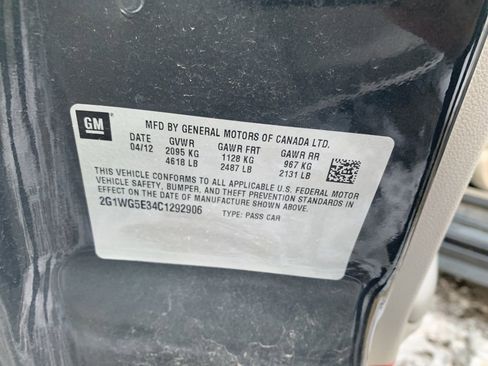 GM
MFD BY GENERAL MOTORS OF CANADA LTD.
DATE GVWR GAWR FRT GAWR RR
04/12 2095 KG 1128 KG 967 KG
4618 LB 2487 LB 2131 LB
THIS VEHICLE CONFORMS TO ALL APPLICABLE U.S. FEDERAL MOTOR
VEHICLE SAFETY, BUMPER, AND THEFT PREVENTION STANDARDS IN
EFFECT ON THE DATE OF MANUFACTURE SHOWN ABOVE.
2G1WG5E34C1292906 TYPE: PASS CAR